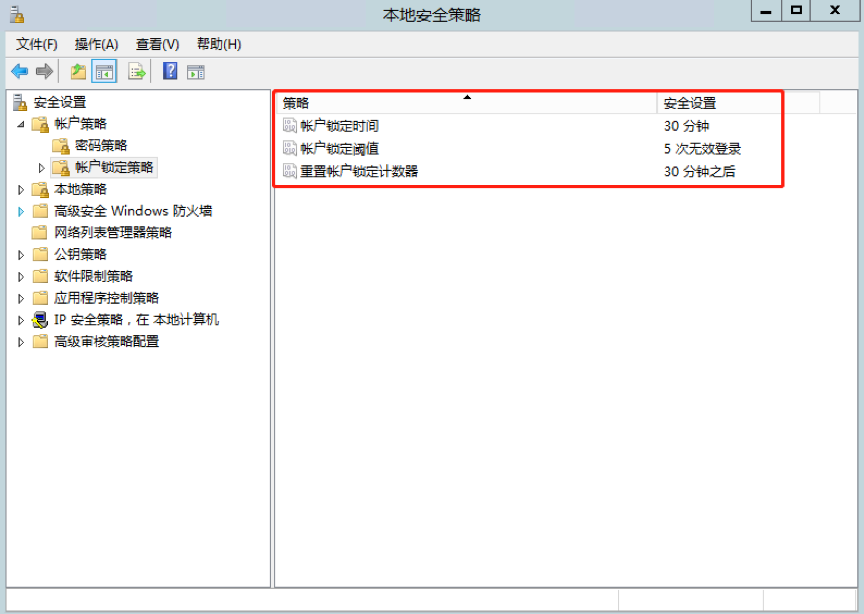 本地安全策略
文件(F) 操作(A) 查看(V) 帮助(H)
安全设置
帐户策略
密码策略
帐户锁定策略
本地策略
高级安全 Windows 防火墙
网络列表管理器策略
公钥策略
软件限制策略
应用程序控制策略
IP 安全策略，在 本地计算机
高级审核策略配置
策略 安全设置
帐户锁定时间 30 分钟
帐户锁定阈值 5 次无效登录
重置帐户锁定计数器 30 分钟之后